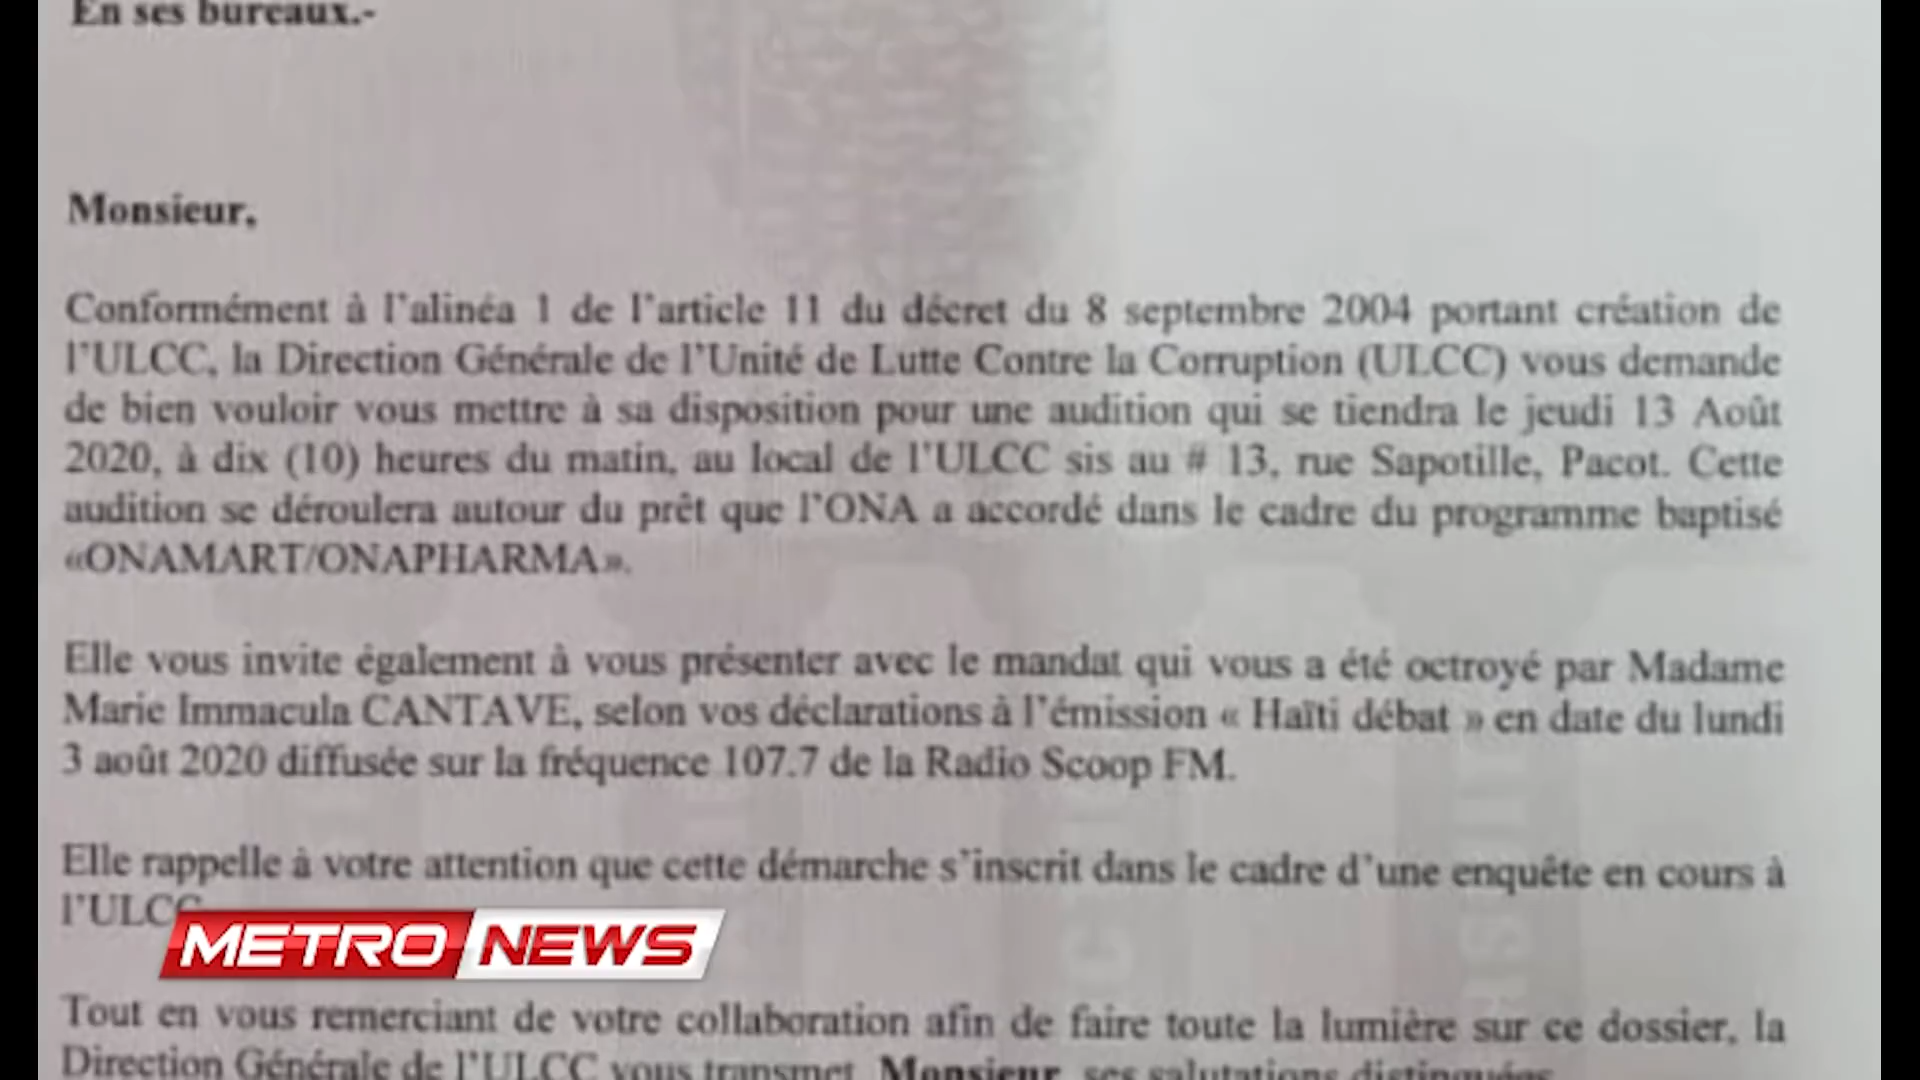 En ses bureaux.-
Monsieur,
Conformément à l'alinéa 1 de l'article 11 du décret du 8 septembre 2004 portant création de
l'ULCC, la Direction Générale de l'Unité de Lutte Contre la Corruption (ULCC) vous demande
de bien vouloir vous mettre à sa disposition pour une audition qui se tiendra le jeudi 13 Août
2020, à dix (10) heures du matin, au local de l'ULCC sis au # 13, rue Sapotille, Pacot. Cette
audition se déroulera autour du prêt que l'ONA a accordé dans le cadre du programme baptisé
«ONAMART/ONAPHARMA».
Elle vous invite également à vous présenter avec le mandat qui vous a été octroyé par Madame
Marie Immacula CANTAVE, selon vos déclarations à l'émission « Haïti débat » en date du lundi
3 août 2020 diffusée sur la fréquence 107.7 de la Radio Scoop FM.
Elle rappelle à votre attention que cette démarche s'inscrit dans le cadre d'une enquête en cours à
l'ULCC
METRO NEWS
Tout en vous remerciant de votre collaboration afin de faire toute la lumière sur ce dossier, la
Direction Générale de l'ULCC vous transmet, Monsieur, ses salutations distinguées